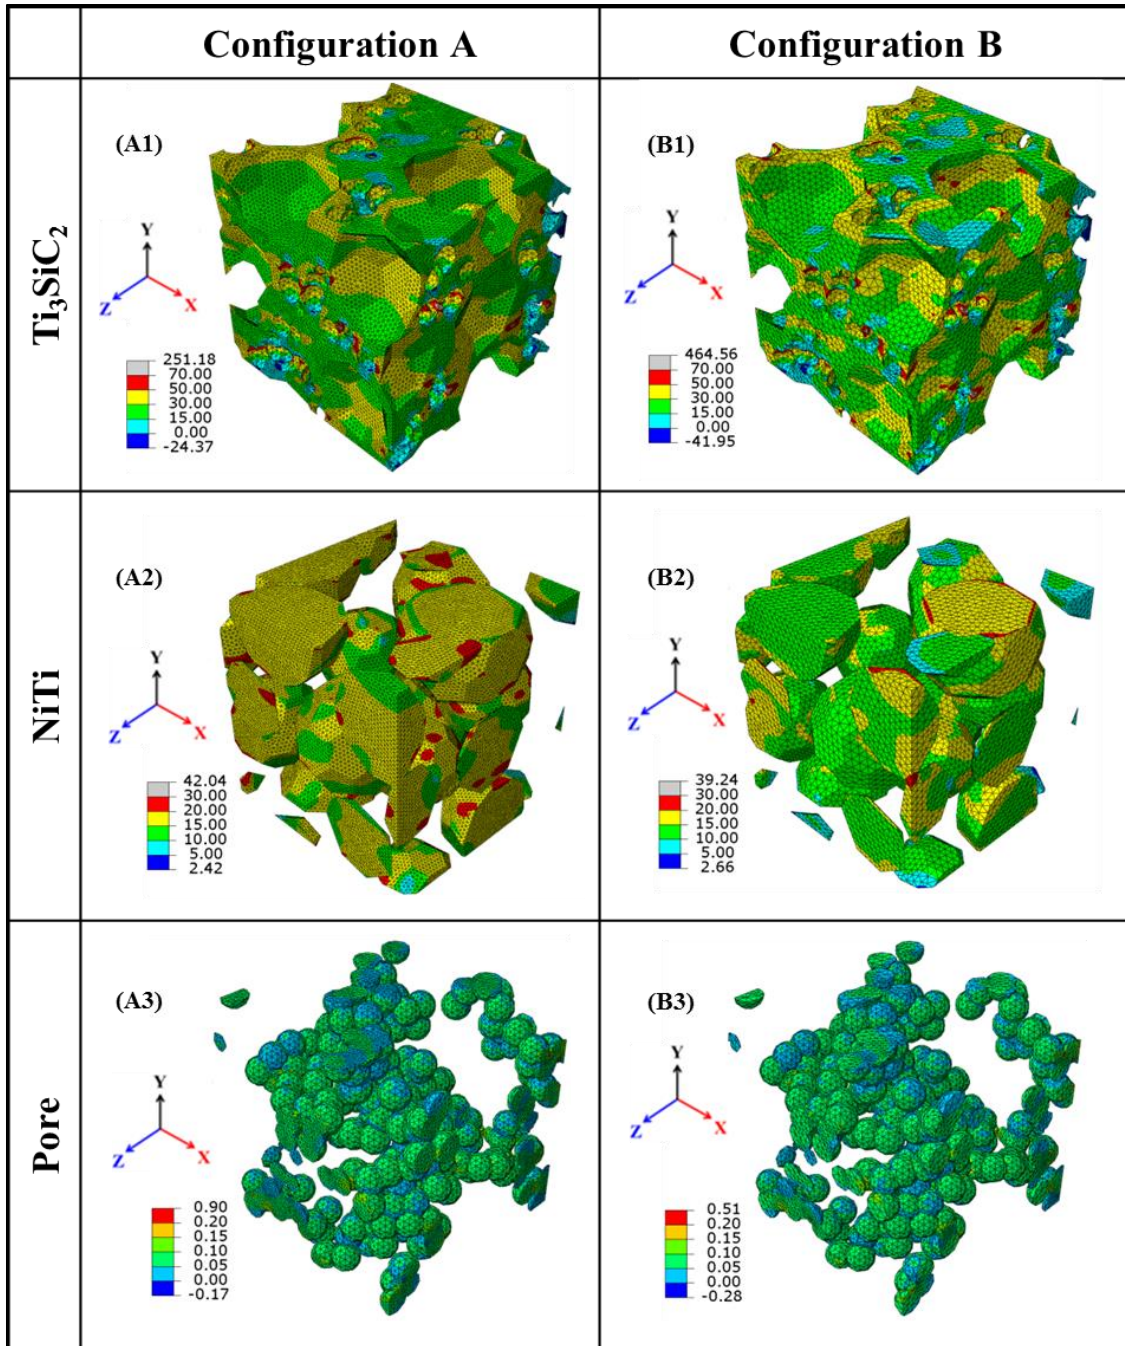 Configuration A
Configuration B
Ti₃SiC₂
(A1)
Y
Z
X
251.18
70.00
50.00
30.00
15.00
0.00
-24.37
(B1)
Y
Z
X
464.56
70.00
50.00
30.00
15.00
0.00
-41.95
NiTi
(A2)
Y
Z
X
42.04
30.00
20.00
15.00
10.00
5.00
2.42
(B2)
Y
Z
X
39.24
30.00
20.00
15.00
10.00
5.00
2.66
Pore
(A3)
Y
Z
X
0.90
0.20
0.15
0.10
0.05
0.00
-0.17
(B3)
Y
Z
X
0.51
0.20
0.15
0.10
0.05
0.00
-0.28